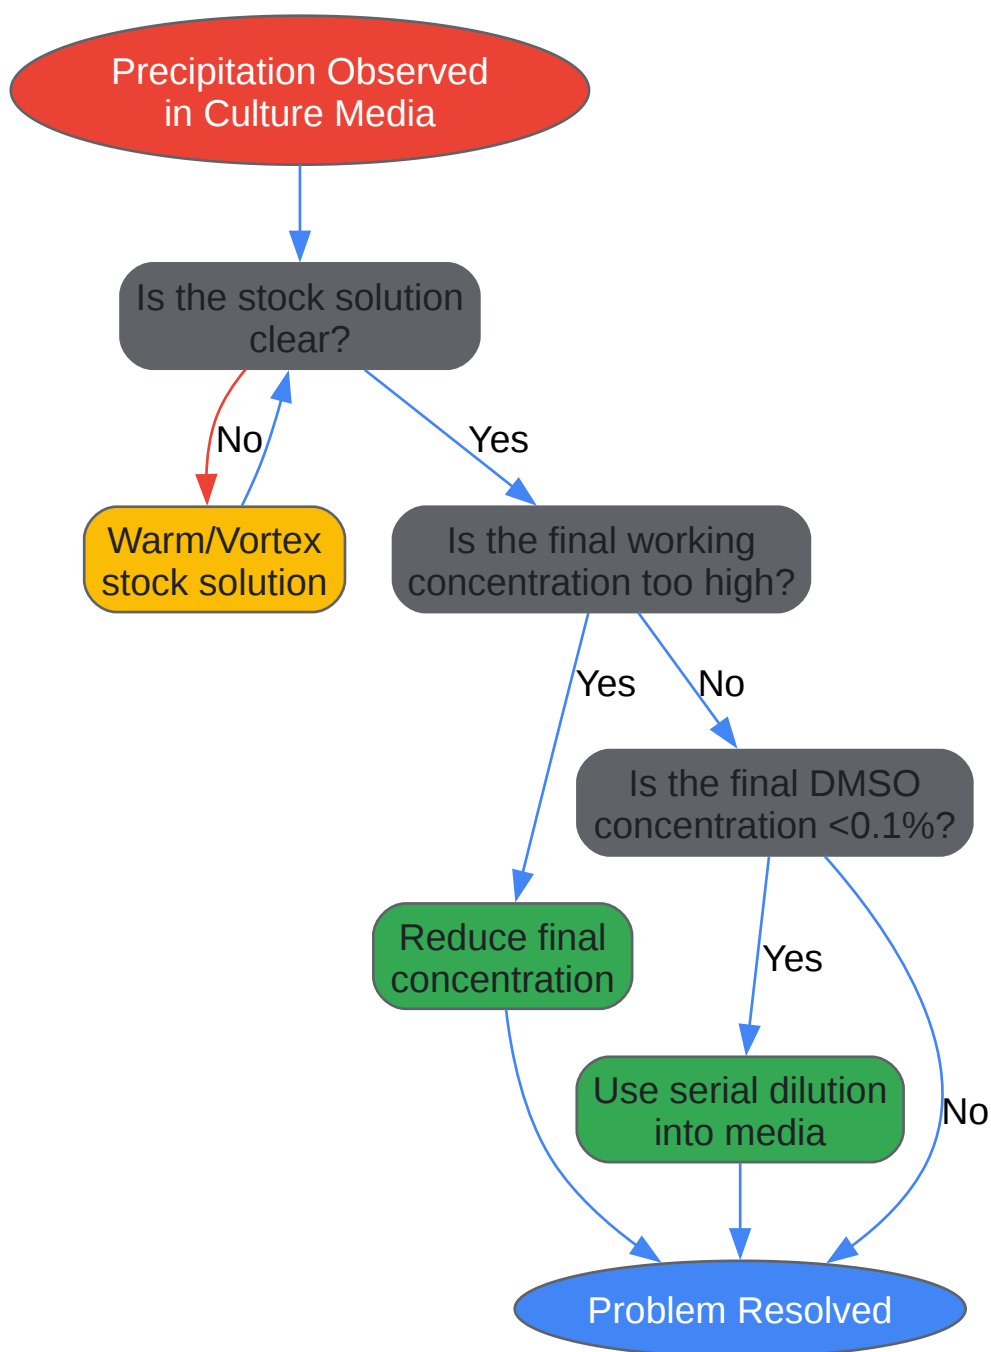 Precipitation Observed
in Culture Media
Is the stock solution
clear?
No
Yes
Warm/Vortex
stock solution
Is the final working
concentration too high?
Yes
No
Is the final DMSO
concentration <0.1%?
Reduce final
concentration
Yes
Use serial dilution
into media
No
Problem Resolved